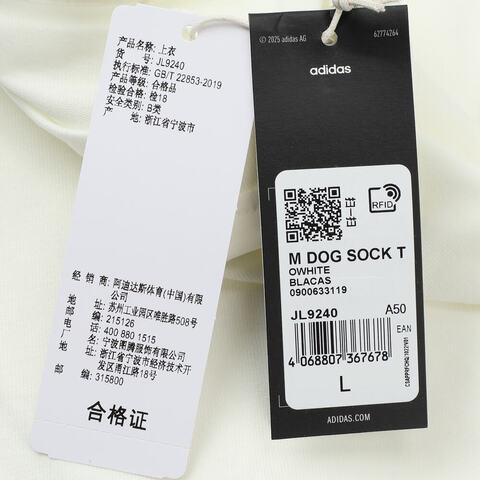 产品名称: 上衣
货 号: JL9240
执行标准: GB/T 22853-2019
产品等级: 合格品
检验合格: 检18
安全类别: B类
产 地: 浙江省宁波市
经 销 商: 阿迪达斯体育(中国)有限
公司
地 址: 苏州工业园区唯胜路508号
邮 编: 215126
电 话: 400 880 1515
厂 名: 宁波图腾服饰有限公司
地 址: 浙江省宁波市经济技术开
发区甬江路18号
邮 编: 315800
合格证
© 2025 adidas AG
62774264
adidas
RFID
M DOG SOCK T
OWHITE
BLACAS
0900633119
JL9240
A50
EAN
4 068807 367678
L
ADIDAS.COM